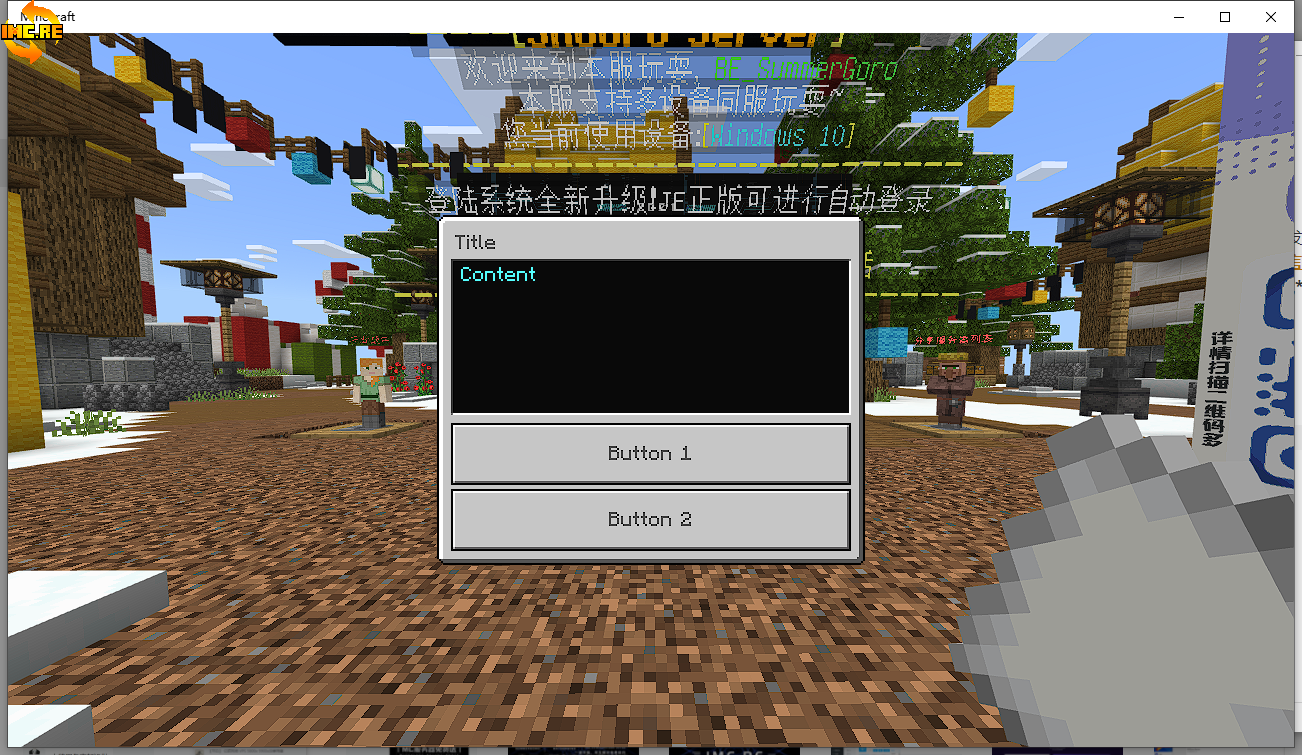 Minecraft
IMC.RE
欢迎来到本服玩耍, BE_SummerGoro
本服支持多设备同服玩耍~
您当前使用设备:[Windows 10]
登陆系统全新升级!JE正版可进行自动登录
Title
Content
Button 1
Button 2
详情扫描二维码